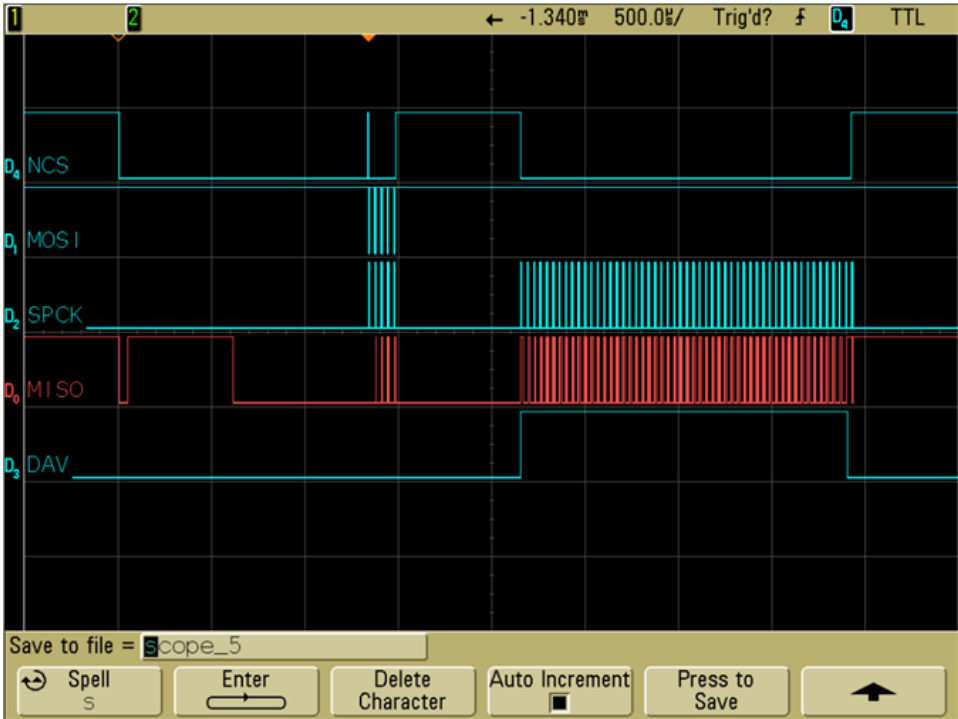 1 2 -1.340ms 500.0µs/ Trig'd? D4 TTL
D4 NCS
D1 MOSI
D2 SPCK
D0 MISO
D3 DAV
Save to file = scope_5
Spell Enter Delete Auto Increment Press to
s Character Save